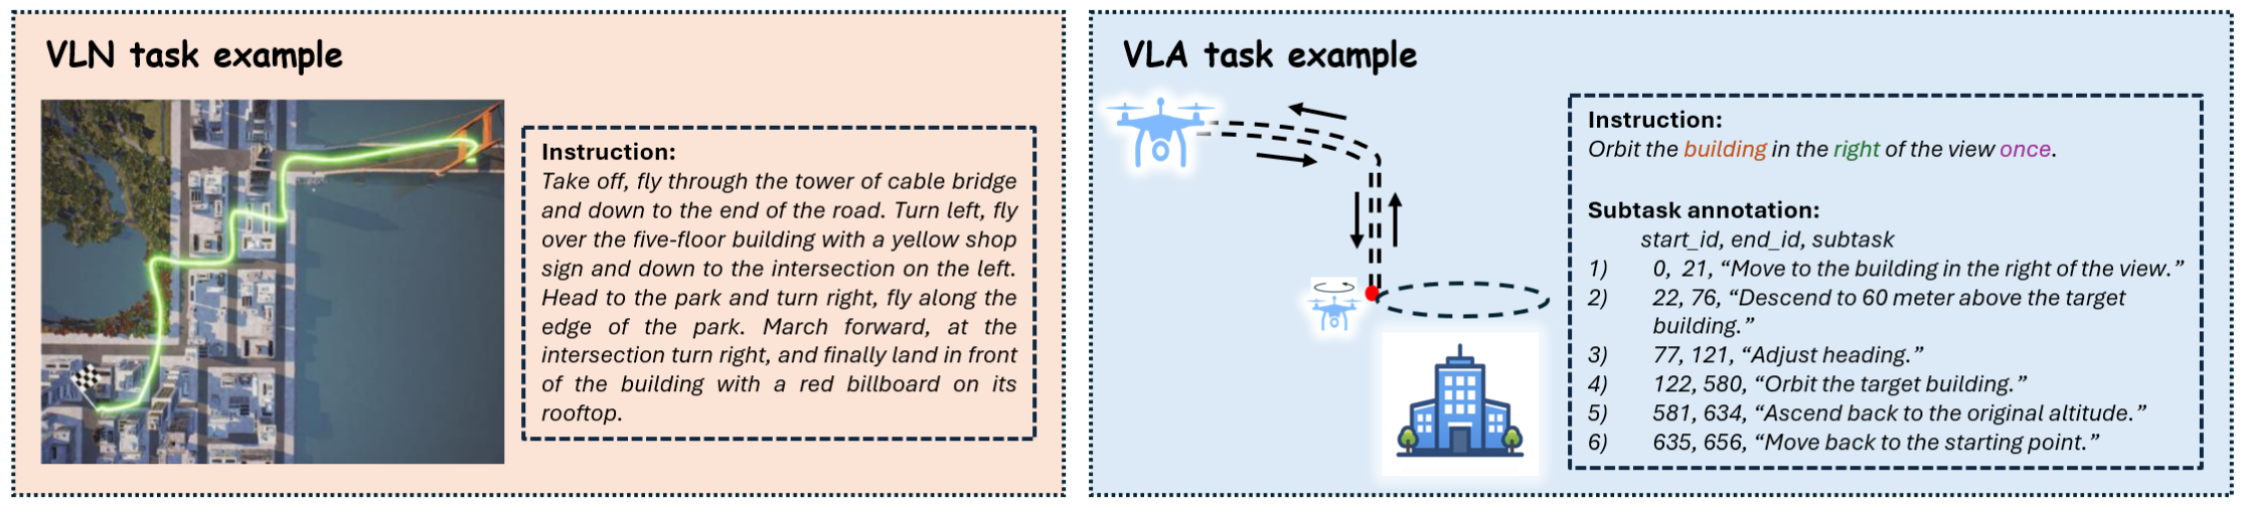 VLN task example
Instruction:
Take off, fly through the tower of cable bridge
and down to the end of the road. Turn left, fly
over the five-floor building with a yellow shop
sign and down to the intersection on the left.
Head to the park and turn right, fly along the
edge of the park. March forward, at the
intersection turn right, and finally land in front
of the building with a red billboard on its
rooftop.
VLA task example
Instruction:
Orbit the building in the right of the view once.
Subtask annotation:
start_id, end_id, subtask
1) 0, 21, “Move to the building in the right of the view.”
2) 22, 76, “Descend to 60 meter above the target
building.”
3) 77, 121, “Adjust heading.”
4) 122, 580, “Orbit the target building.”
5) 581, 634, “Ascend back to the original altitude.”
6) 635, 656, “Move back to the starting point.”